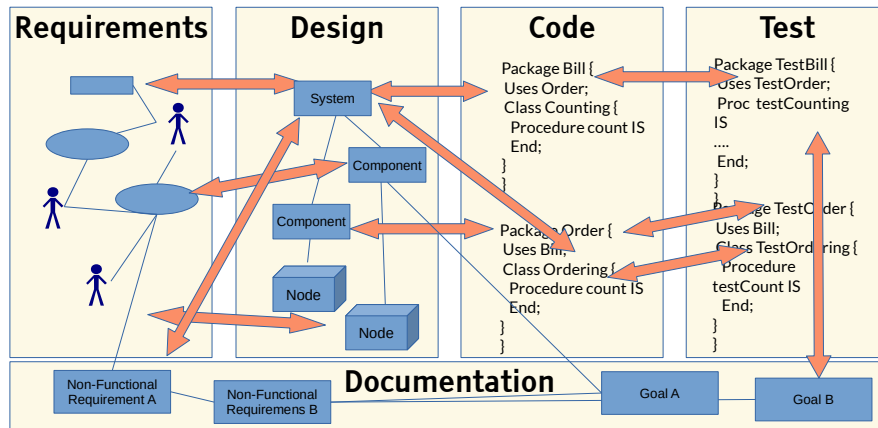 Requirements
Design
Code
Test
System
Component
Component
Node
Node
Package Bill {
Uses Order;
Class Counting {
Procedure count IS
End;
}
}
Package Order {
Uses Bill;
Class Ordering {
Procedure count IS
End;
}
}
Package TestBill {
Uses TestOrder;
Proc testCounting
IS
....
End;
}
}
Package TestOrder {
Uses Bill;
Class TestOrdering {
Procedure
testCount IS
End;
}
}
Documentation
Non-Functional
Requirement A
Non-Functional
Requiremens B
Goal A
Goal B